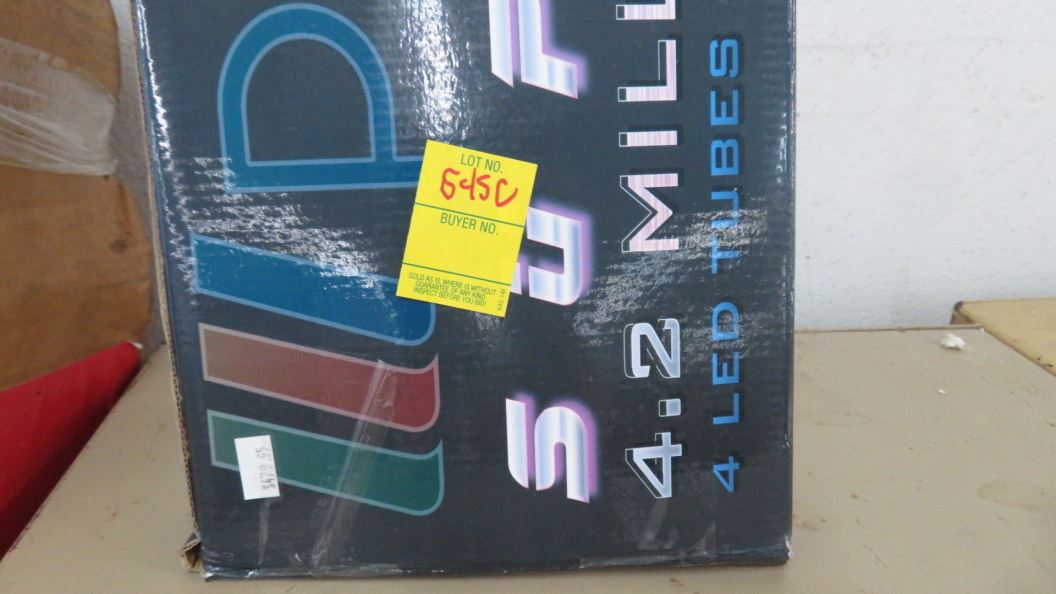 LOT NO.
645C
BUYER NO.
SOLD AS IS, WHERE IS WITHOUT
GUARANTEE OF ANY KIND.
INSPECT BEFORE YOU BID!
SUP
4.2 MILL
4 LED TUBES